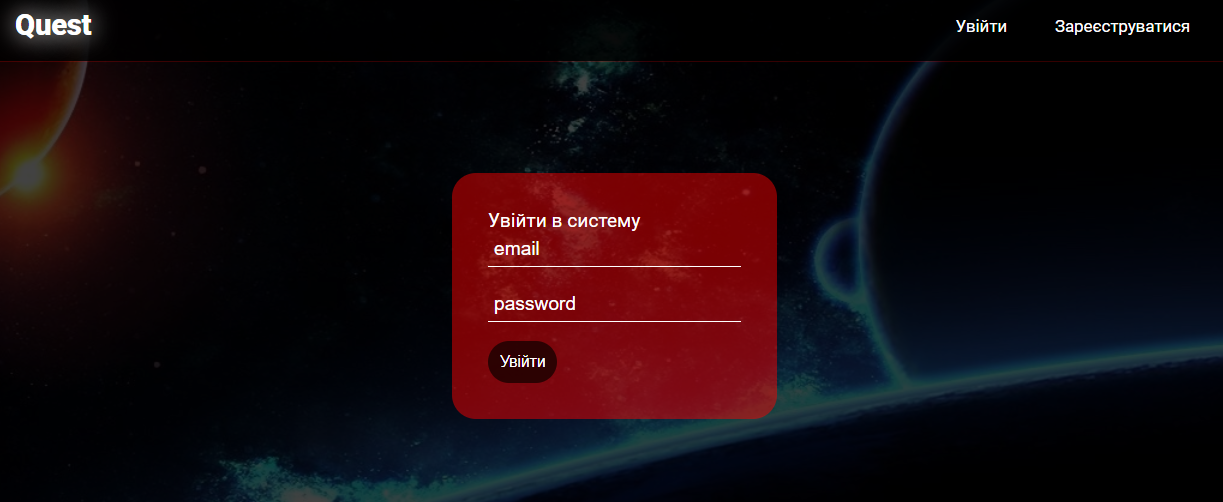 Quest
Увійти
Зареєструватися
Увійти в систему
email
password
Увійти